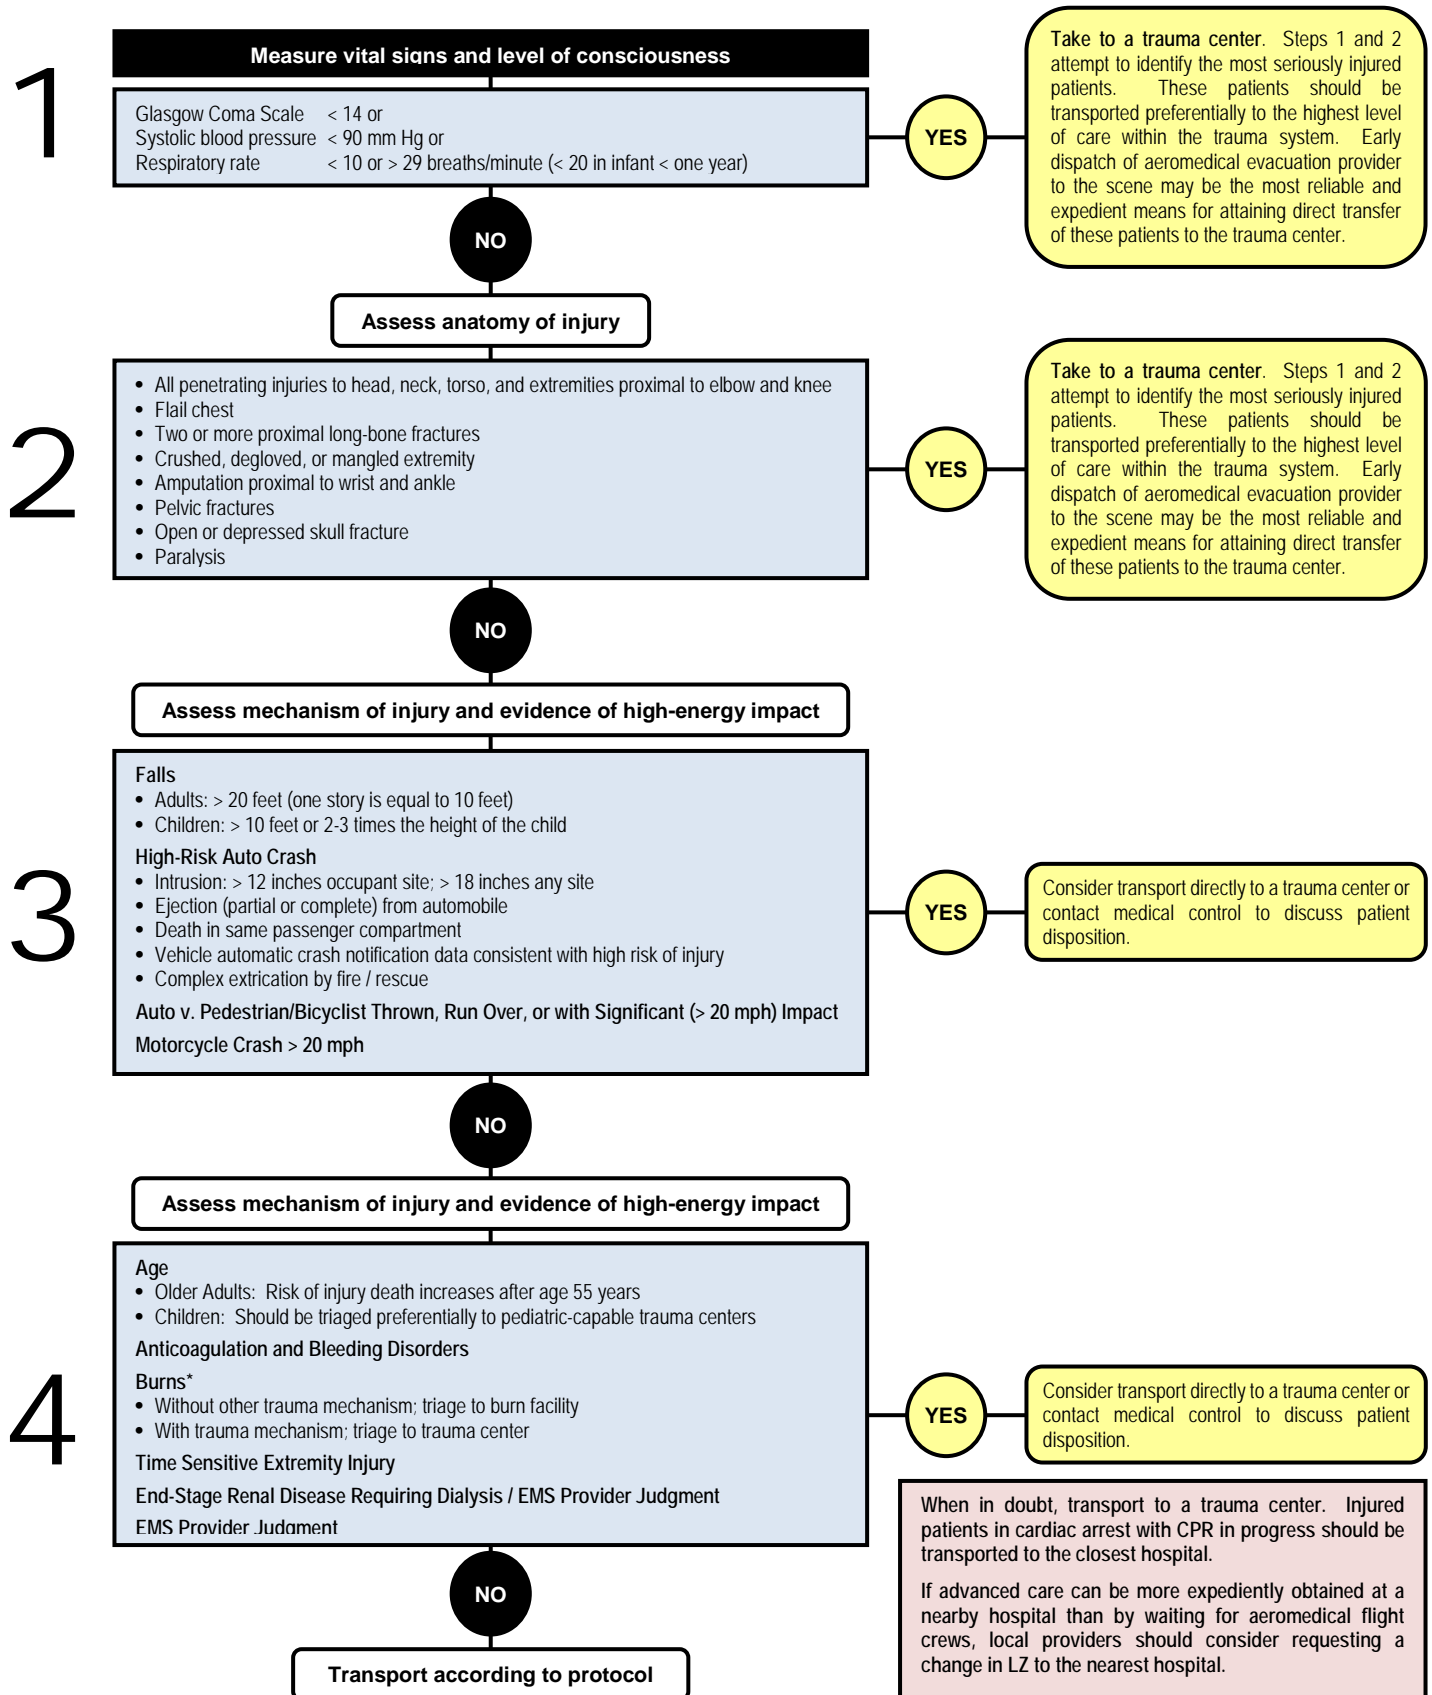 1
Measure vital signs and level of consciousness
Glasgow Coma Scale < 14 or
Systolic blood pressure < 90 mm Hg or
Respiratory rate < 10 or > 29 breaths/minute (< 20 in infant < one year)
YES
Take to a trauma center. Steps 1 and 2
attempt to identify the most seriously injured
patients. These patients should be
transported preferentially to the highest level
of care within the trauma system. Early
dispatch of aeromedical evacuation provider
to the scene may be the most reliable and
expedient means for attaining direct transfer
of these patients to the trauma center.
NO
Assess anatomy of injury
2
• All penetrating injuries to head, neck, torso, and extremities proximal to elbow and knee
• Flail chest
• Two or more proximal long-bone fractures
• Crushed, degloved, or mangled extremity
• Amputation proximal to wrist and ankle
• Pelvic fractures
• Open or depressed skull fracture
• Paralysis
YES
Take to a trauma center. Steps 1 and 2
attempt to identify the most seriously injured
patients. These patients should be
transported preferentially to the highest level
of care within the trauma system. Early
dispatch of aeromedical evacuation provider
to the scene may be the most reliable and
expedient means for attaining direct transfer
of these patients to the trauma center.
NO
Assess mechanism of injury and evidence of high-energy impact
3
Falls
• Adults: > 20 feet (one story is equal to 10 feet)
• Children: > 10 feet or 2-3 times the height of the child
High-Risk Auto Crash
• Intrusion: > 12 inches occupant site; > 18 inches any site
• Ejection (partial or complete) from automobile
• Death in same passenger compartment
• Vehicle automatic crash notification data consistent with high risk of injury
• Complex extrication by fire / rescue
Auto v. Pedestrian/Bicyclist Thrown, Run Over, or with Significant (> 20 mph) Impact
Motorcycle Crash > 20 mph
YES
Consider transport directly to a trauma center or
contact medical control to discuss patient
disposition.
NO
Assess mechanism of injury and evidence of high-energy impact
4
Age
• Older Adults: Risk of injury death increases after age 55 years
• Children: Should be triaged preferentially to pediatric-capable trauma centers
Anticoagulation and Bleeding Disorders
Burns*
• Without other trauma mechanism; triage to burn facility
• With trauma mechanism; triage to trauma center
Time Sensitive Extremity Injury
End-Stage Renal Disease Requiring Dialysis / EMS Provider Judgment
EMS Provider Judgment
YES
Consider transport directly to a trauma center or
contact medical control to discuss patient
disposition.
NO
Transport according to protocol
When in doubt, transport to a trauma center. Injured
patients in cardiac arrest with CPR in progress should be
transported to the closest hospital.
If advanced care can be more expediently obtained at a
nearby hospital than by waiting for aeromedical flight
crews, local providers should consider requesting a
change in LZ to the nearest hospital.